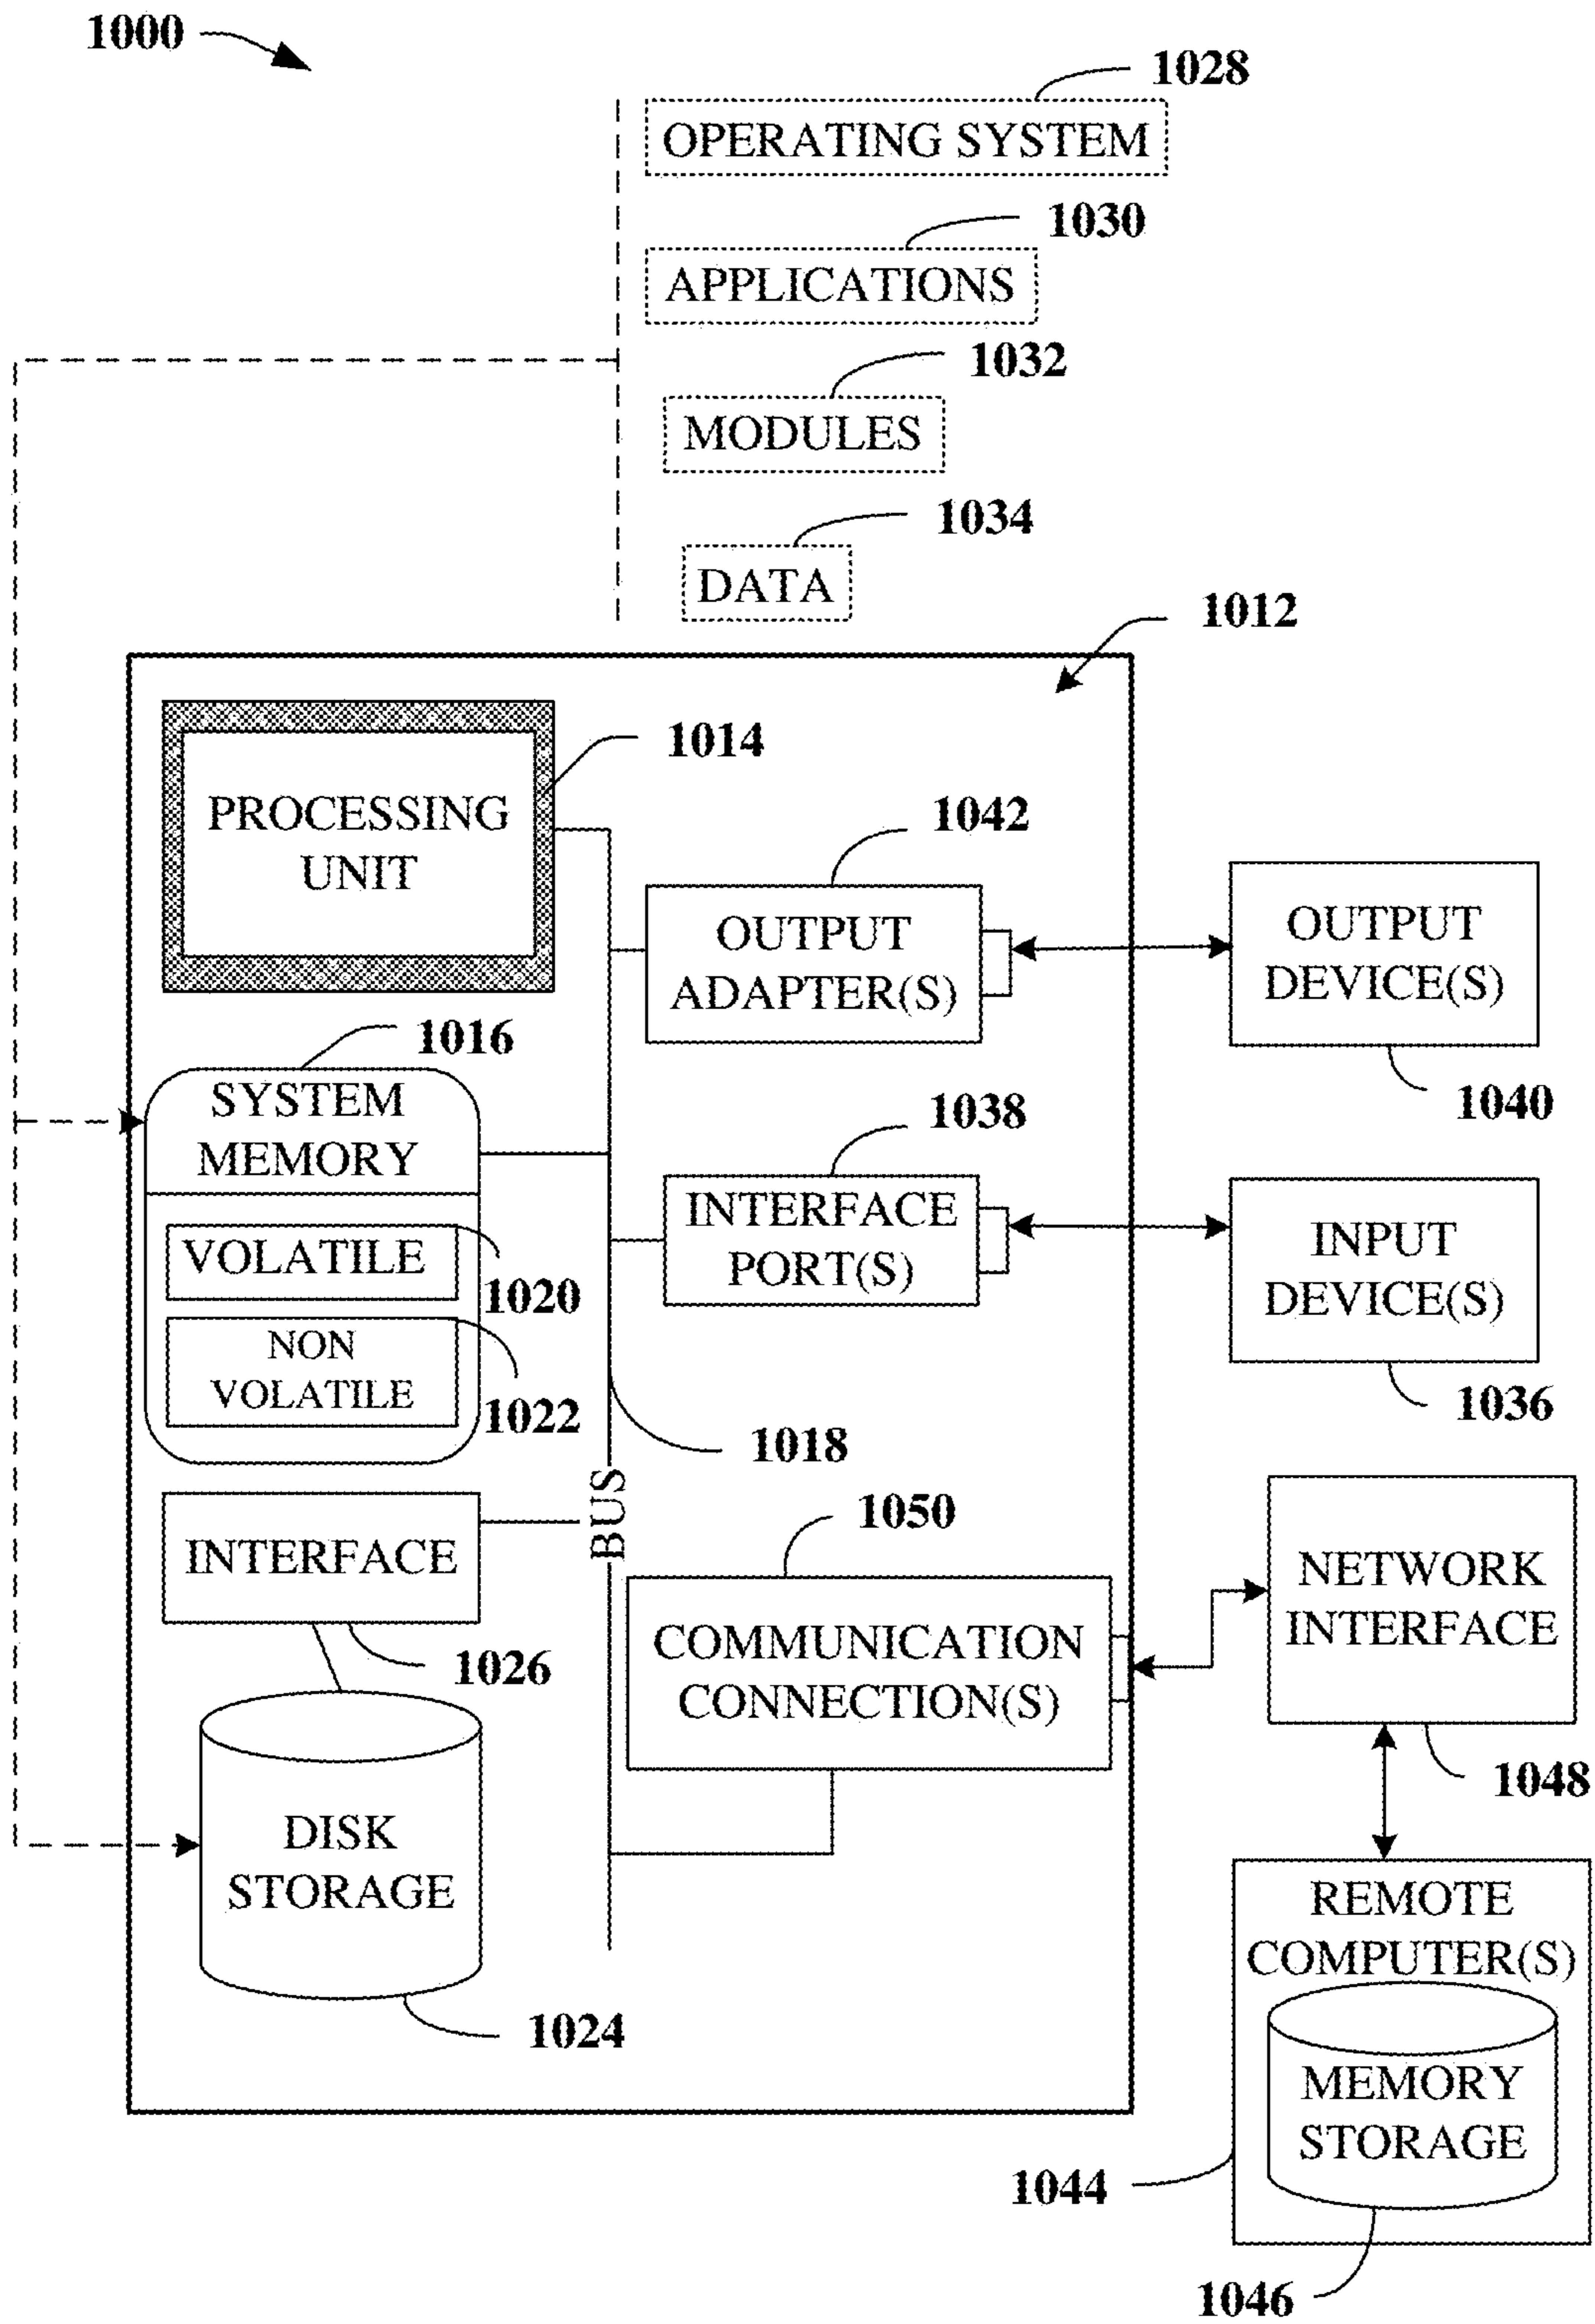 1000
1028
OPERATING SYSTEM
1030
APPLICATIONS
1032
MODULES
1034
DATA
1012
1014
PROCESSING
UNIT
1042
OUTPUT
ADAPTER(S)
OUTPUT
DEVICE(S)
1040
1016
SYSTEM
MEMORY
VOLATILE
1020
NON
VOLATILE
1022
1038
INTERFACE
PORT(S)
INPUT
DEVICE(S)
1036
1018
BUS
INTERFACE
1026
1050
COMMUNICATION
CONNECTION(S)
NETWORK
INTERFACE
1048
DISK
STORAGE
1024
REMOTE
COMPUTER(S)
MEMORY
STORAGE
1044
1046